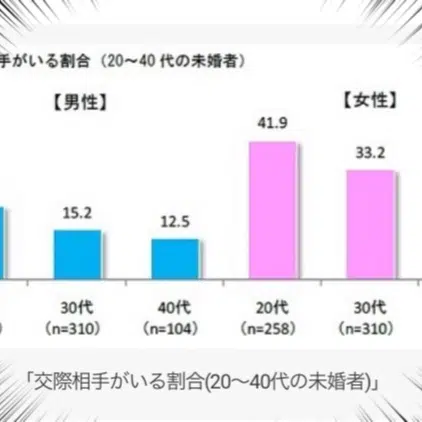 手がいる割合（20～40代の未婚者）
【男性】
【女性】
41.9
33.2
15.2
12.5
30代
40代
20代
30代
(n=310)
(n=104)
(n=258)
(n=310)
「交際相手がいる割合(20～40代の未婚者)」